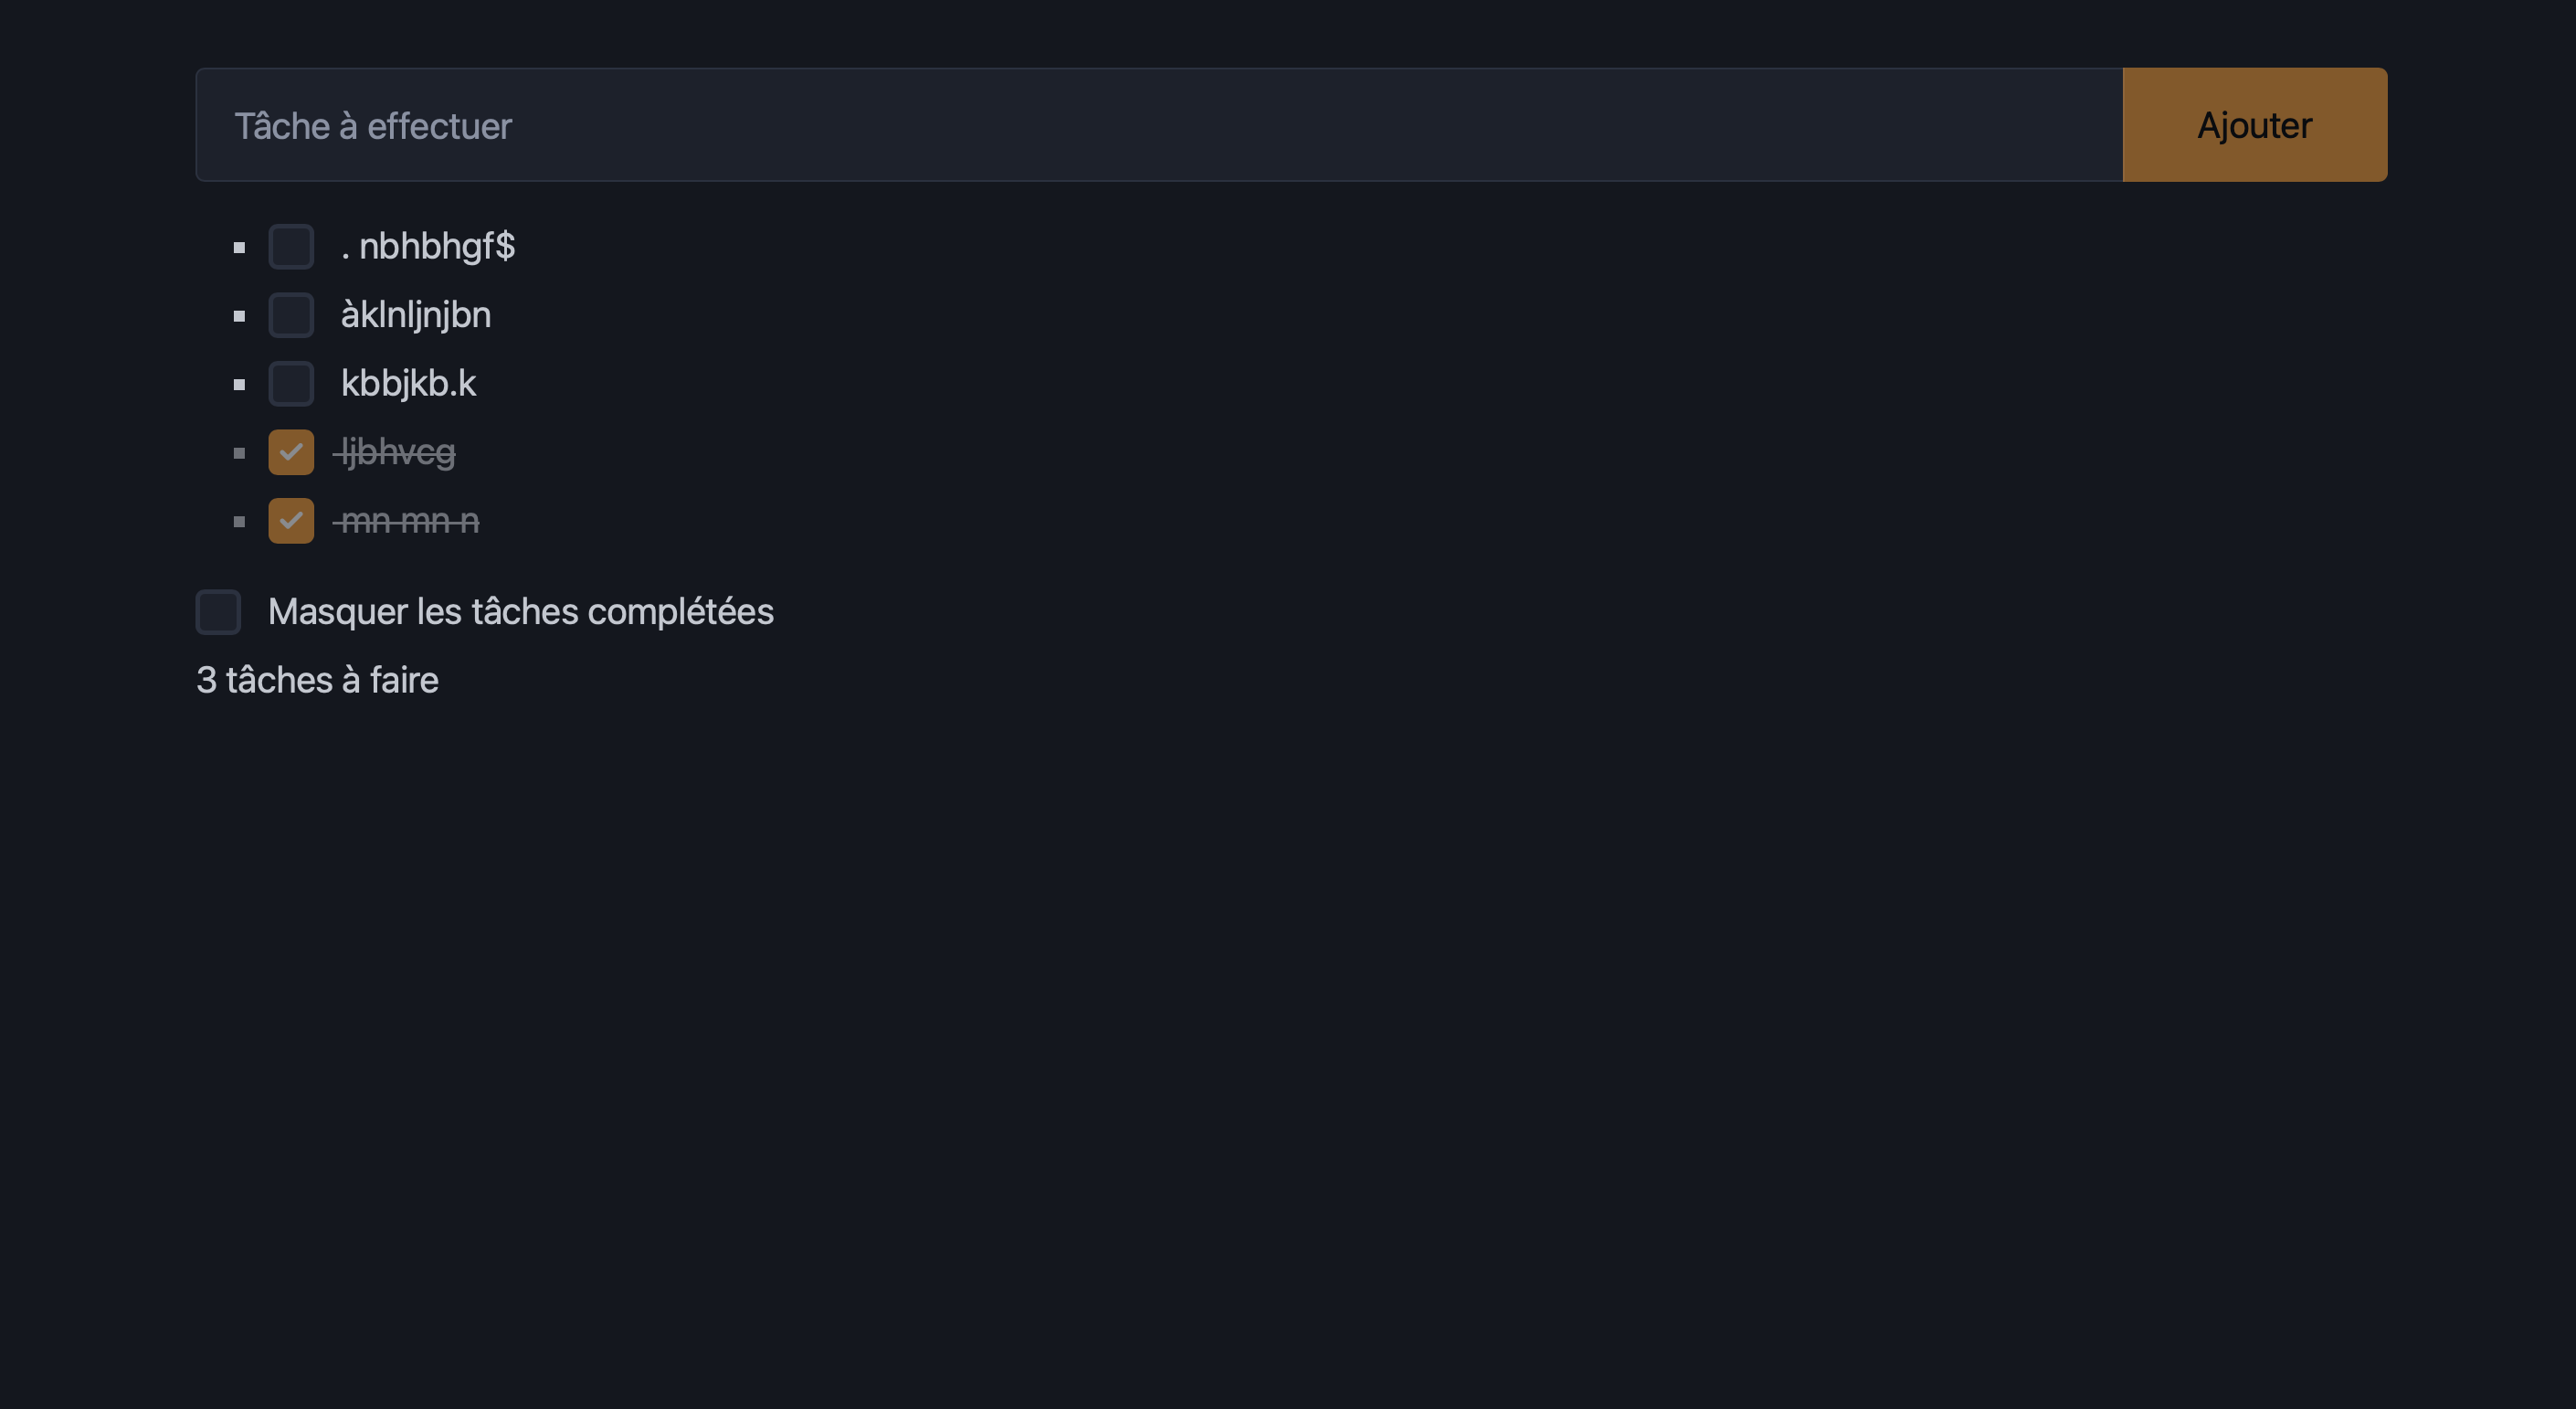 Tâche à effectuer
Ajouter
. nbhbhgf$
àklnljnjbn
kbbjkb.k
ljbhvcg
mn mn n
Masquer les tâches complétées
3 tâches à faire